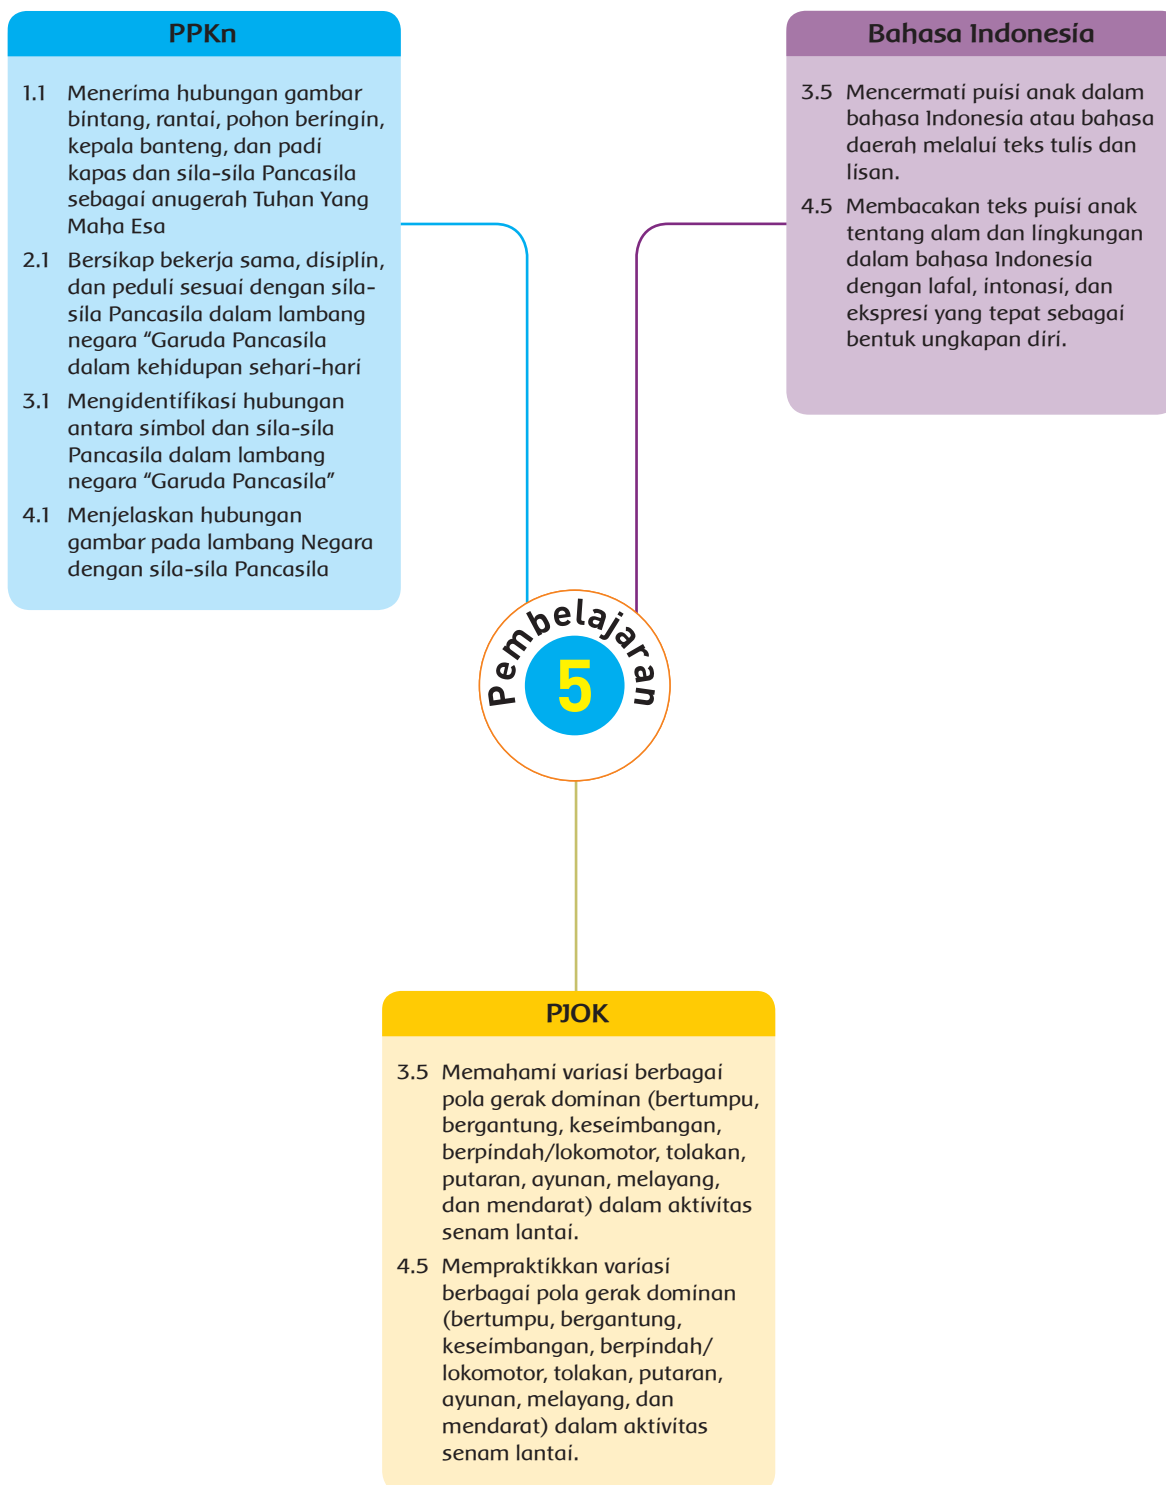 PPKn
1.1 Menerima hubungan gambar
bintang, rantai, pohon beringin,
kepala banteng, dan padi
kapas dan sila-sila Pancasila
sebagai anugerah Tuhan Yang
Maha Esa
2.1 Bersikap bekerja sama, disiplin,
dan peduli sesuai dengan sila-
sila Pancasila dalam lambang
negara “Garuda Pancasila
dalam kehidupan sehari-hari
3.1 Mengidentifikasi hubungan
antara simbol dan sila-sila
Pancasila dalam lambang
negara “Garuda Pancasila”
4.1 Menjelaskan hubungan
gambar pada lambang Negara
dengan sila-sila Pancasila
Bahasa Indonesia
3.5 Mencermati puisi anak dalam
bahasa Indonesia atau bahasa
daerah melalui teks tulis dan
lisan.
4.5 Membacakan teks puisi anak
tentang alam dan lingkungan
dalam bahasa Indonesia
dengan lafal, intonasi, dan
ekspresi yang tepat sebagai
bentuk ungkapan diri.
Pembelajaran
5
PJOK
3.5 Memahami variasi berbagai
pola gerak dominan (bertumpu,
bergantung, keseimbangan,
berpindah/lokomotor, tolakan,
putaran, ayunan, melayang,
dan mendarat) dalam aktivitas
senam lantai.
4.5 Mempraktikkan variasi
berbagai pola gerak dominan
(bertumpu, bergantung,
keseimbangan, berpindah/
lokomotor, tolakan, putaran,
ayunan, melayang, dan
mendarat) dalam aktivitas
senam lantai.